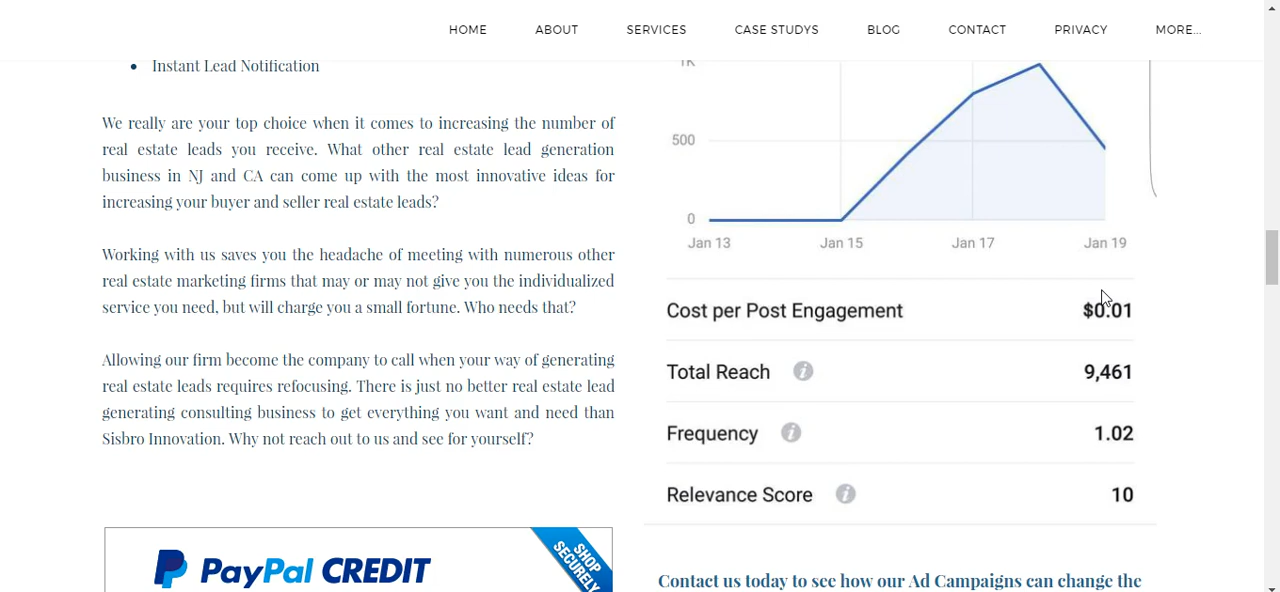 HOME ABOUT SERVICES CASE STUDYS BLOG CONTACT PRIVACY MORE...
Instant Lead Notification
We really are your top choice when it comes to increasing the number of
real estate leads you receive. What other real estate lead generation
business in NJ and CA can come up with the most innovative ideas for
increasing your buyer and seller real estate leads?
Working with us saves you the headache of meeting with numerous other
real estate marketing firms that may or may not give you the individualized
service you need, but will charge you a small fortune. Who needs that?
Allowing our firm become the company to call when your way of generating
real estate leads requires refocusing. There is just no better real estate lead
generating consulting business to get everything you want and need than
Sisbro Innovation. Why not reach out to us and see for yourself?
PayPal CREDIT
SHOP
SECURELY
1K
500
0
Jan 13 Jan 15 Jan 17 Jan 19
Cost per Post Engagement $0.01
Total Reach 9,461
Frequency 1.02
Relevance Score 10
Contact us today to see how our Ad Campaigns can change the